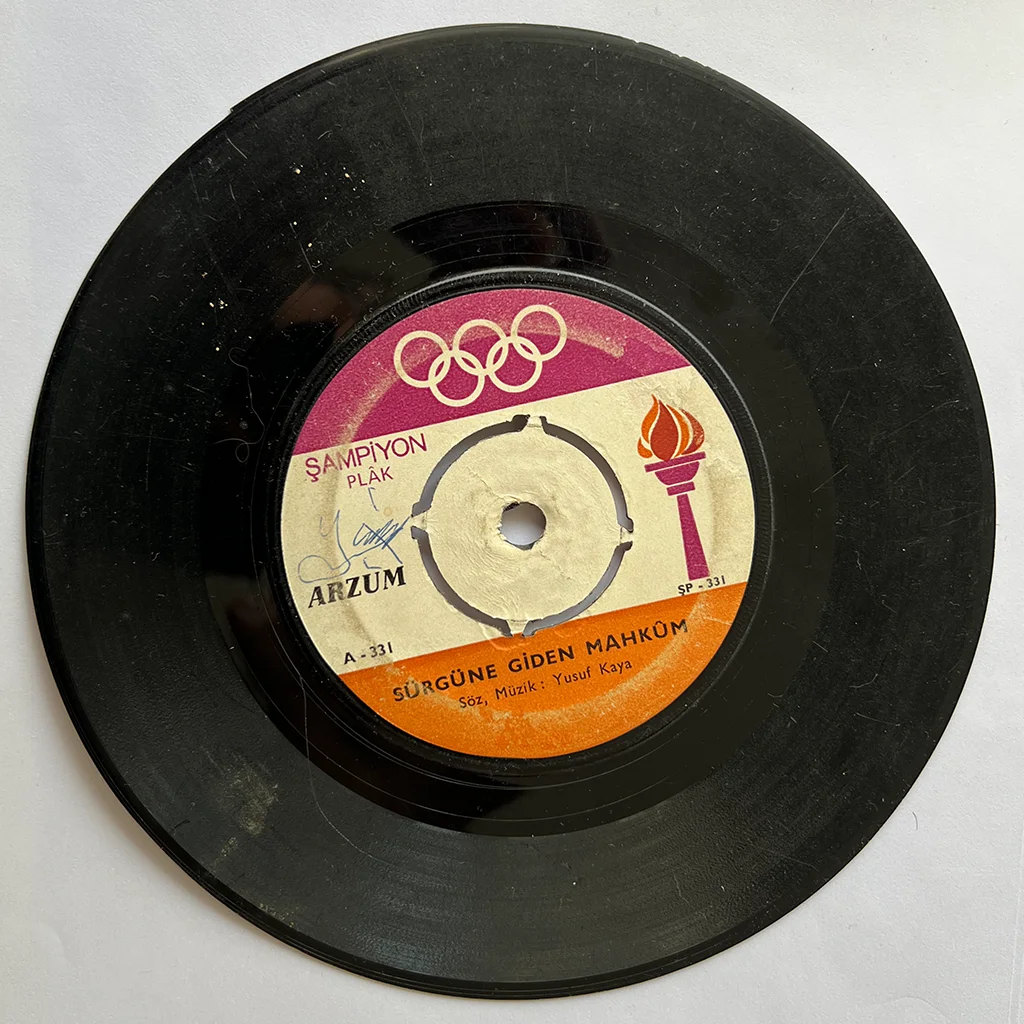 ŞAMPİYON
PLÂK
ARZUM
ŞP - 331
A - 331
SÜRGÜNE GİDEN MAHKÛM
Söz, Müzik : Yusuf Kaya